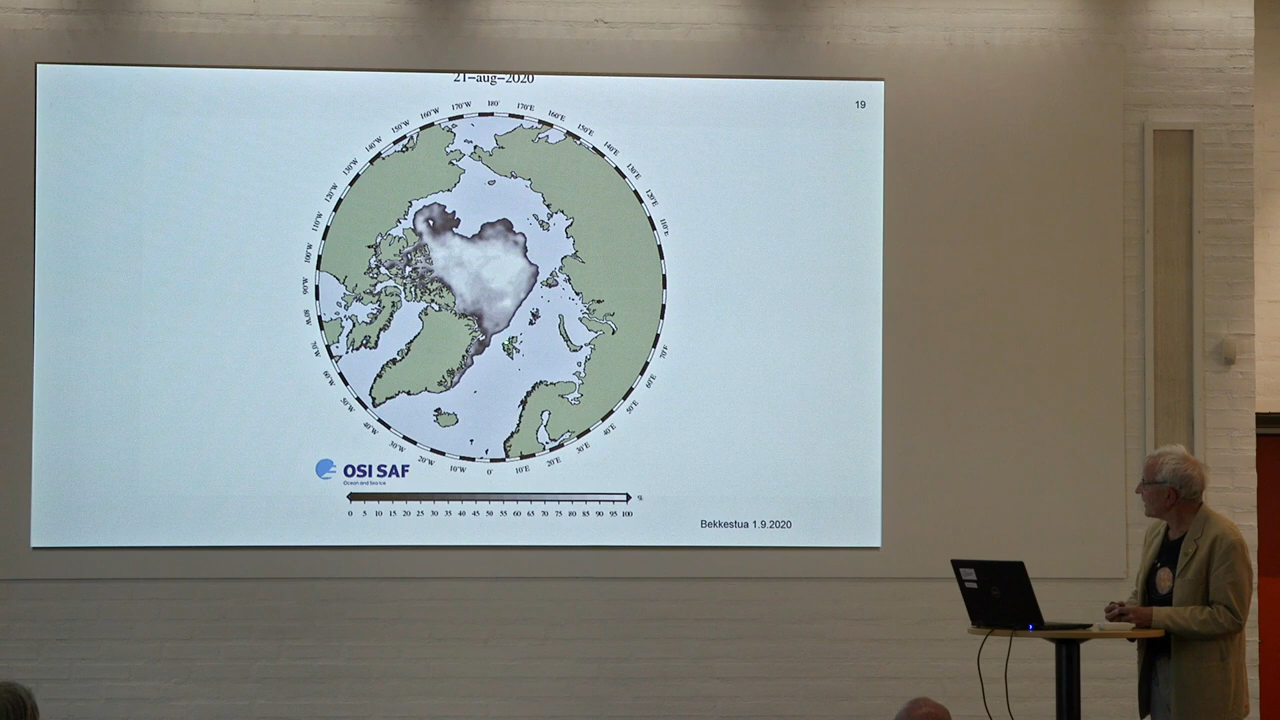 21–aug–2020
19
150°W 160°W 170°W 180° 170°E 160°E 150°E
140°W 140°E
130°W 130°E
120°W 120°E
110°W 110°E
100°W
90°W
80°W
70°W 70°E
60°W 60°E
50°W 50°E
40°W 40°E
30°W 30°E
20°W 10°W 0° 10°E 20°E
OSI SAF
Ocean and Sea Ice
%
0 5 10 15 20 25 30 35 40 45 50 55 60 65 70 75 80 85 90 95 100
Bekkestua 1.9.2020